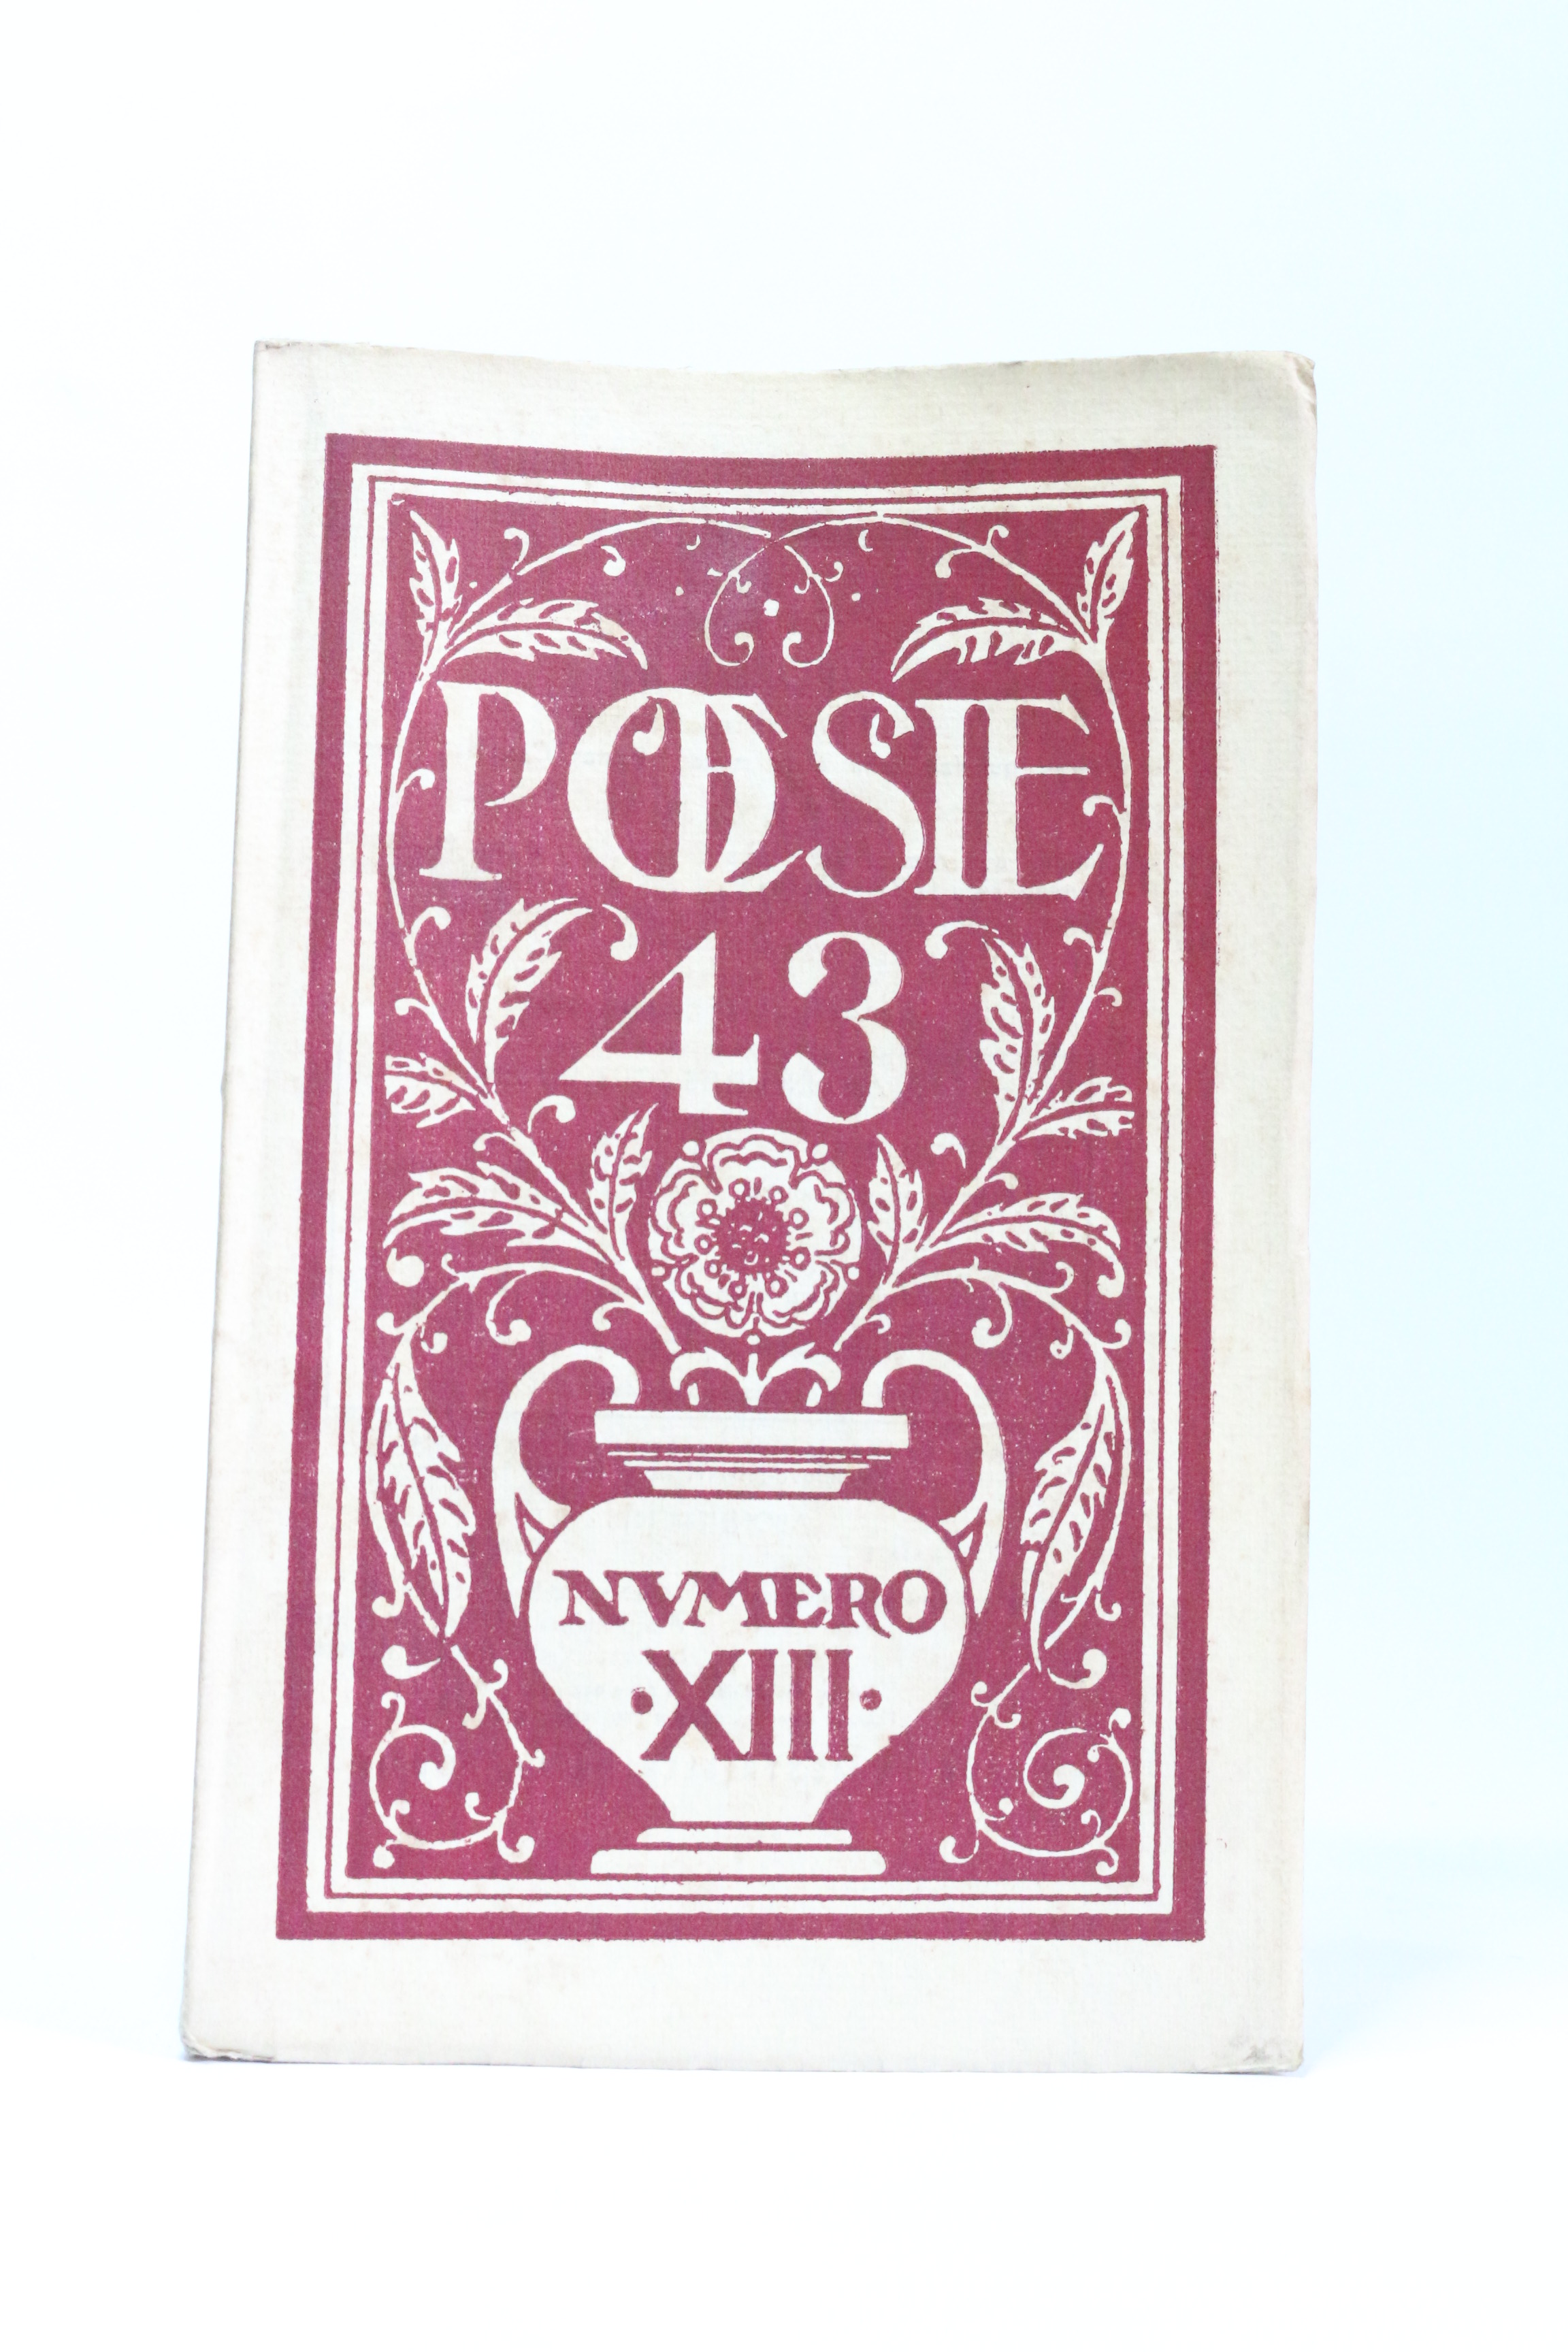 POESIE
43
NVMERO
·XIII·